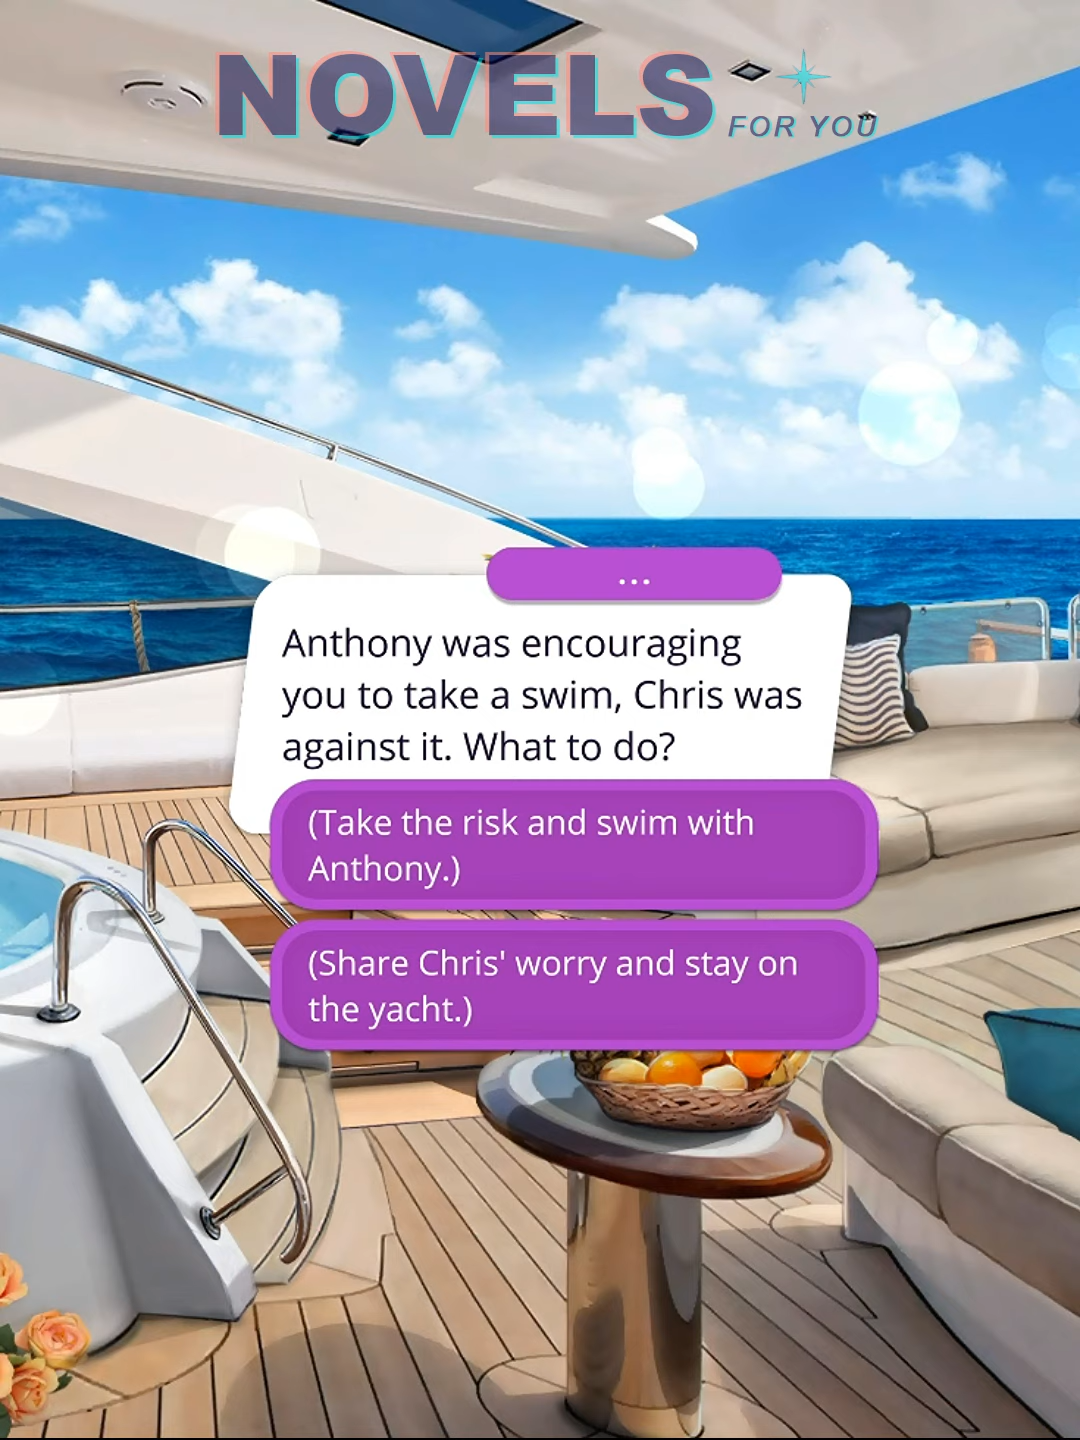 NOVELS
FOR YOU
...
Anthony was encouraging
you to take a swim, Chris was
against it. What to do?
(Take the risk and swim with
Anthony.)
(Share Chris' worry and stay on
the yacht.)